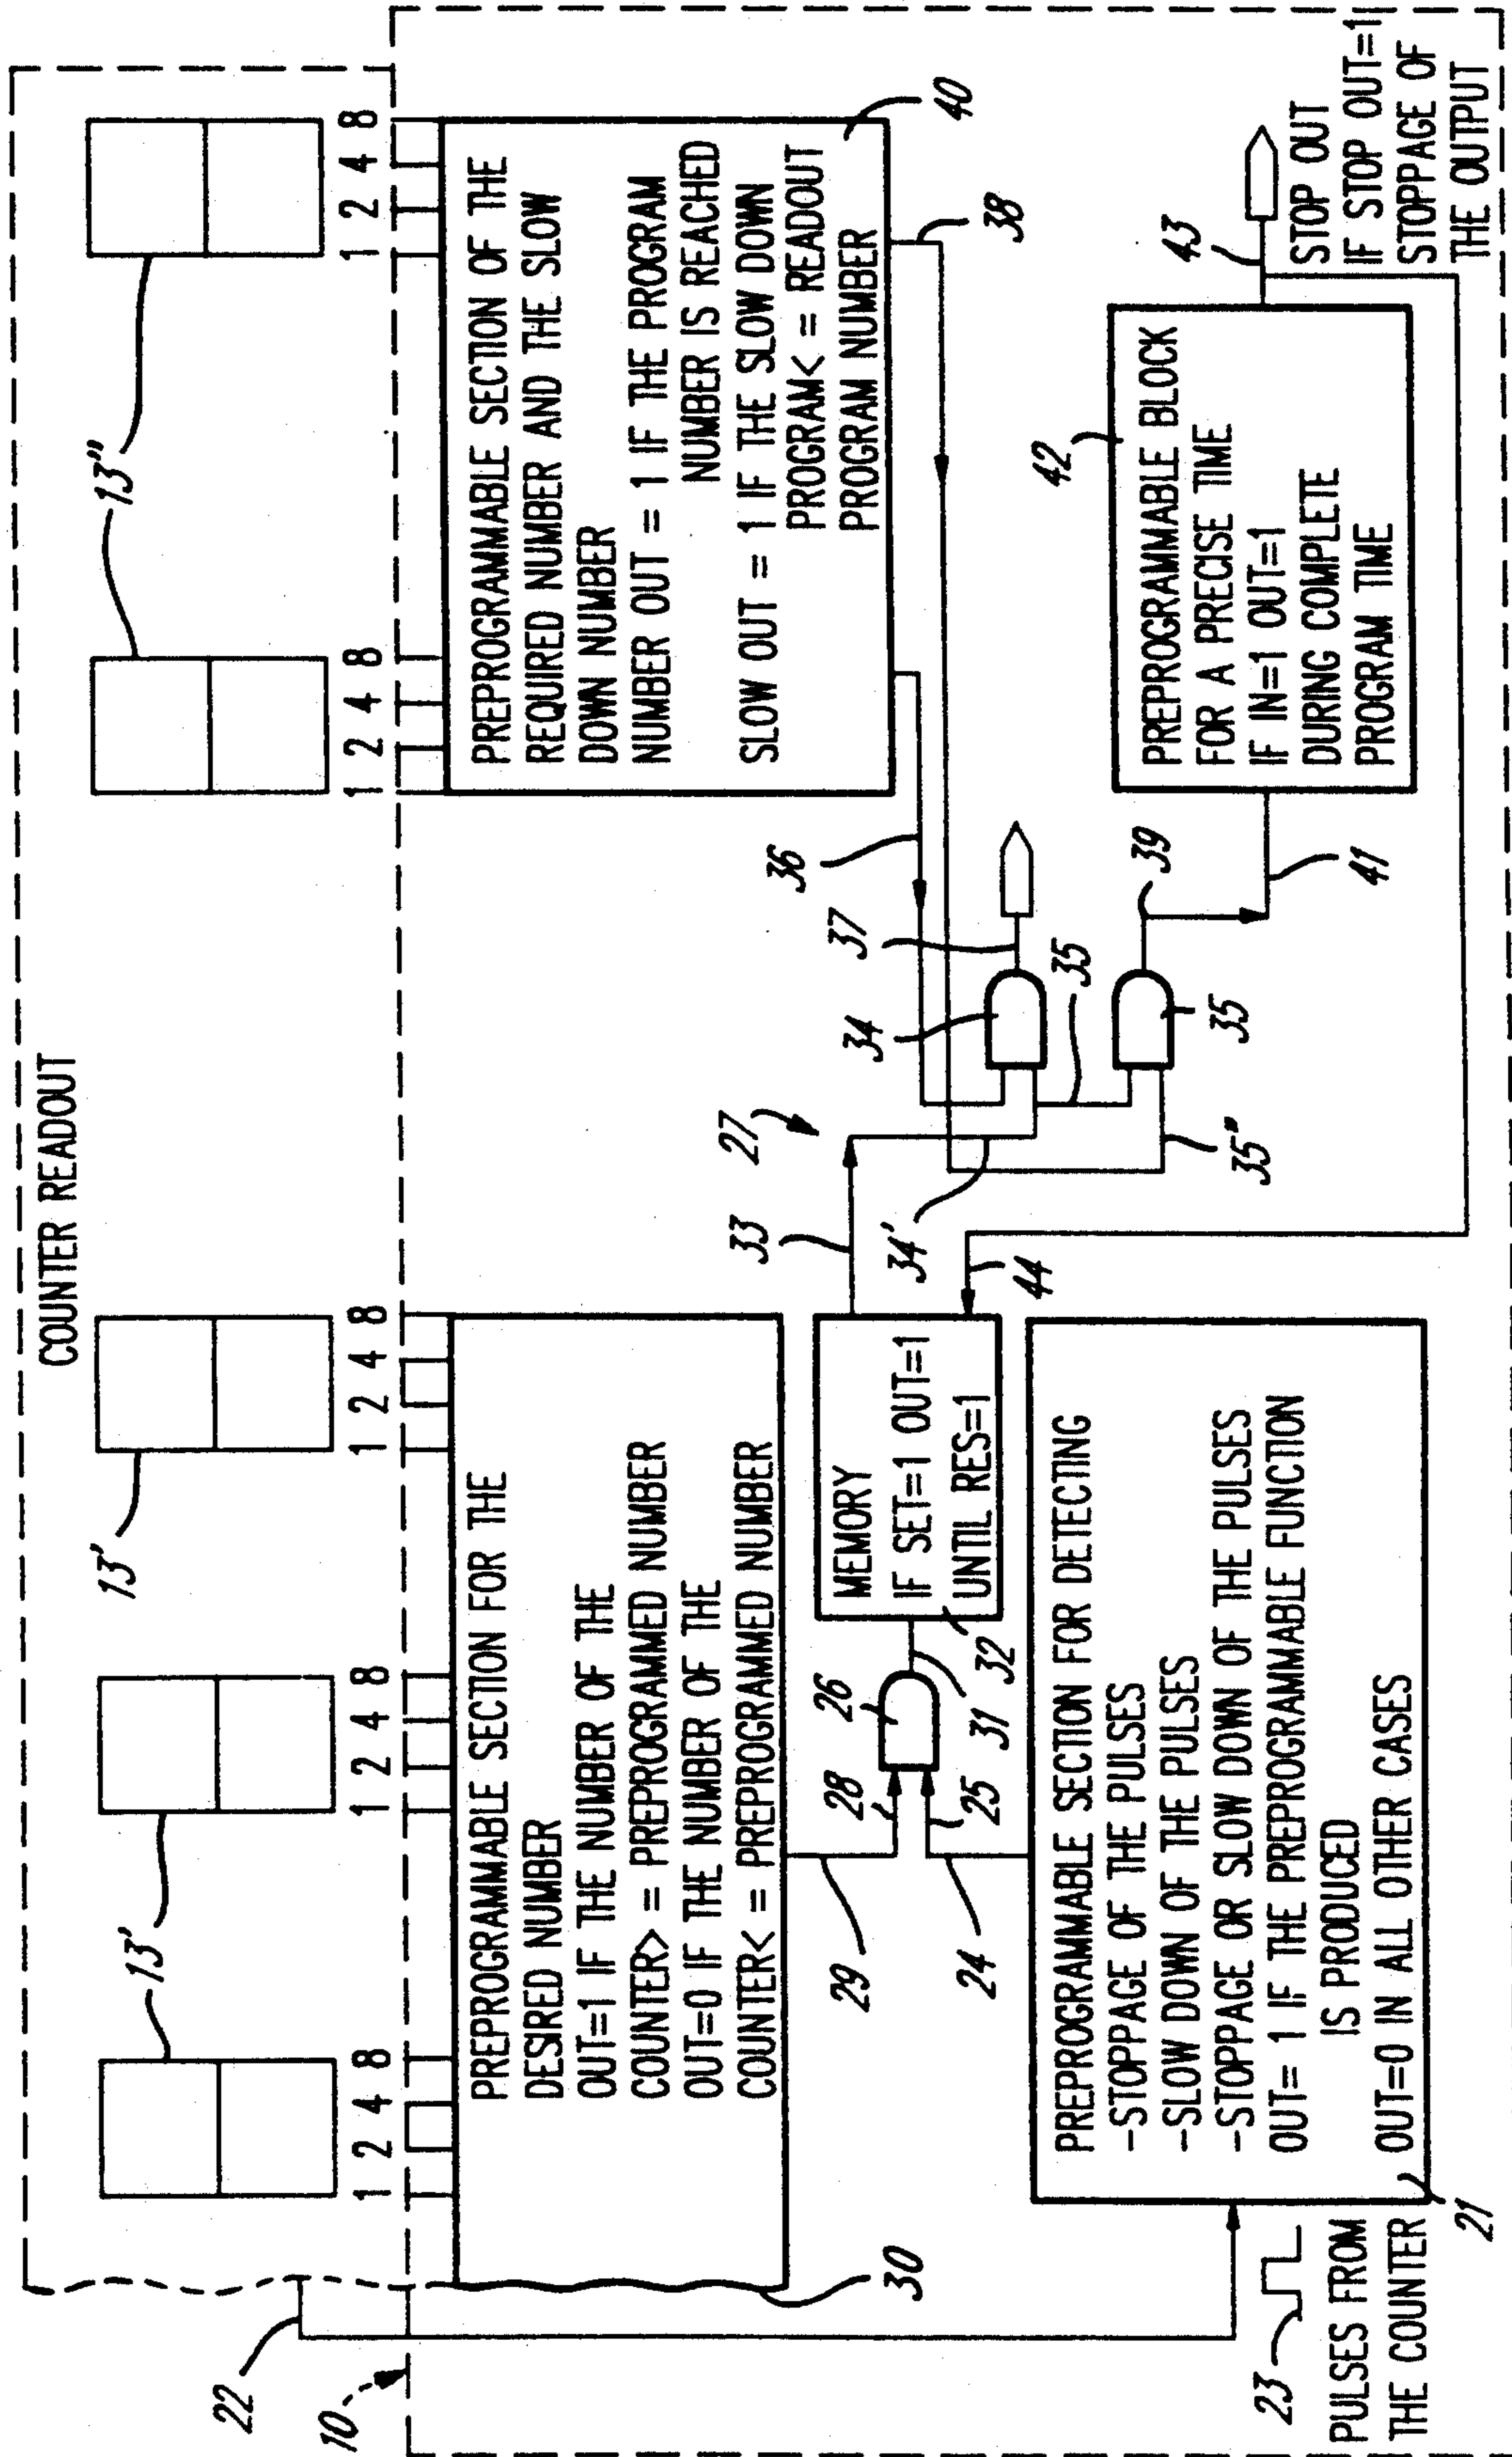 COUNTER READOUT
13'
13'
13'
13"
1 2 4 8
1 2 4 8
1 2 4 8
1 2 4 8
1 2 4 8
22
10
PREPROGRAMMABLE SECTION FOR THE
DESIRED NUMBER
OUT=1 IF THE NUMBER OF THE
COUNTER> = PREPROGRAMMED NUMBER
OUT=0 IF THE NUMBER OF THE
COUNTER< = PREPROGRAMMED NUMBER
30
PREPROGRAMMABLE SECTION OF THE
REQUIRED NUMBER AND THE SLOW
DOWN NUMBER
NUMBER OUT = 1 IF THE PROGRAM
NUMBER IS REACHED
SLOW OUT = 1 IF THE SLOW DOWN
PROGRAM< = READOUT
PROGRAM NUMBER
40
29
28
26
24
25
31
32
MEMORY
IF SET=1 OUT=1
UNTIL RES=1
33
27
34'
44
36
38
37
34
35
35
35"
39
41
42
PREPROGRAMMABLE BLOCK
FOR A PRECISE TIME
IF IN=1 OUT=1
DURING COMPLETE
PROGRAM TIME
43
STOP OUT
IF STOP OUT=1
STOPPAGE OF
THE OUTPUT
23
PULSES FROM
THE COUNTER
21
PREPROGRAMMABLE SECTION FOR DETECTING
-STOPPAGE OF THE PULSES
-SLOW DOWN OF THE PULSES
-STOPPAGE OR SLOW DOWN OF THE PULSES
OUT= 1 IF THE PREPROGRAMMABLE FUNCTION
IS PRODUCED
OUT=0 IN ALL OTHER CASES